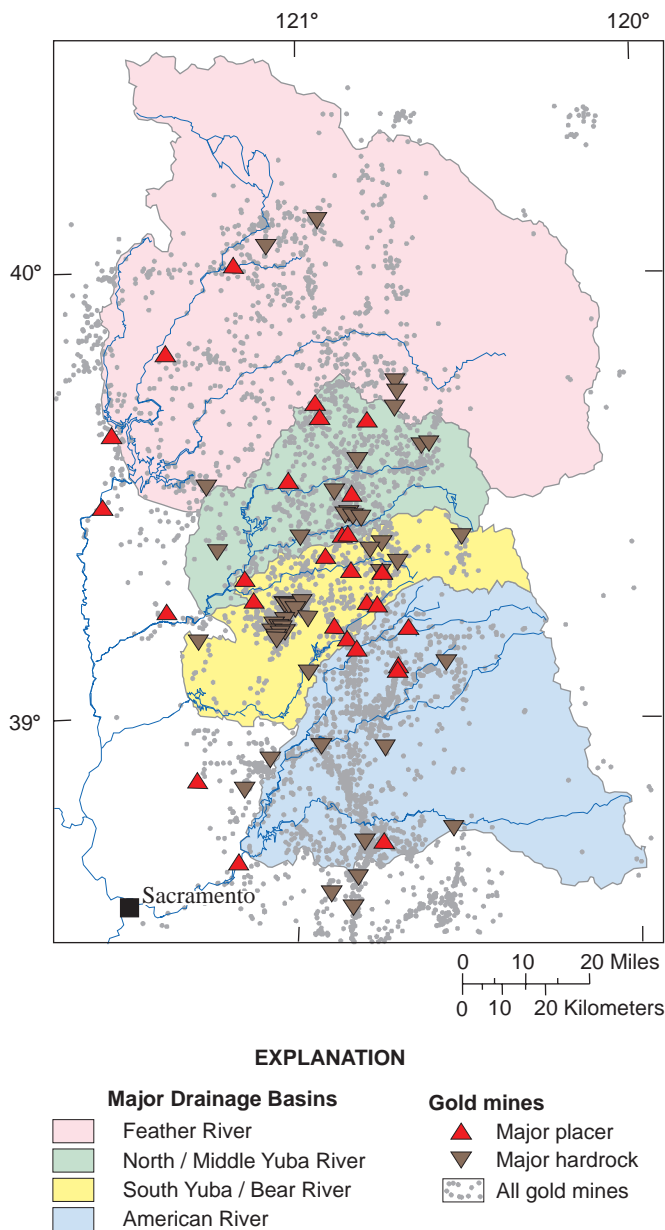 121° 120°
40°
39°
Sacramento
0 10 20 Miles
0 10 20 Kilometers
EXPLANATION
Major Drainage Basins
Feather River
North / Middle Yuba River
South Yuba / Bear River
American River
Gold mines
Major placer
Major hardrock
All gold mines